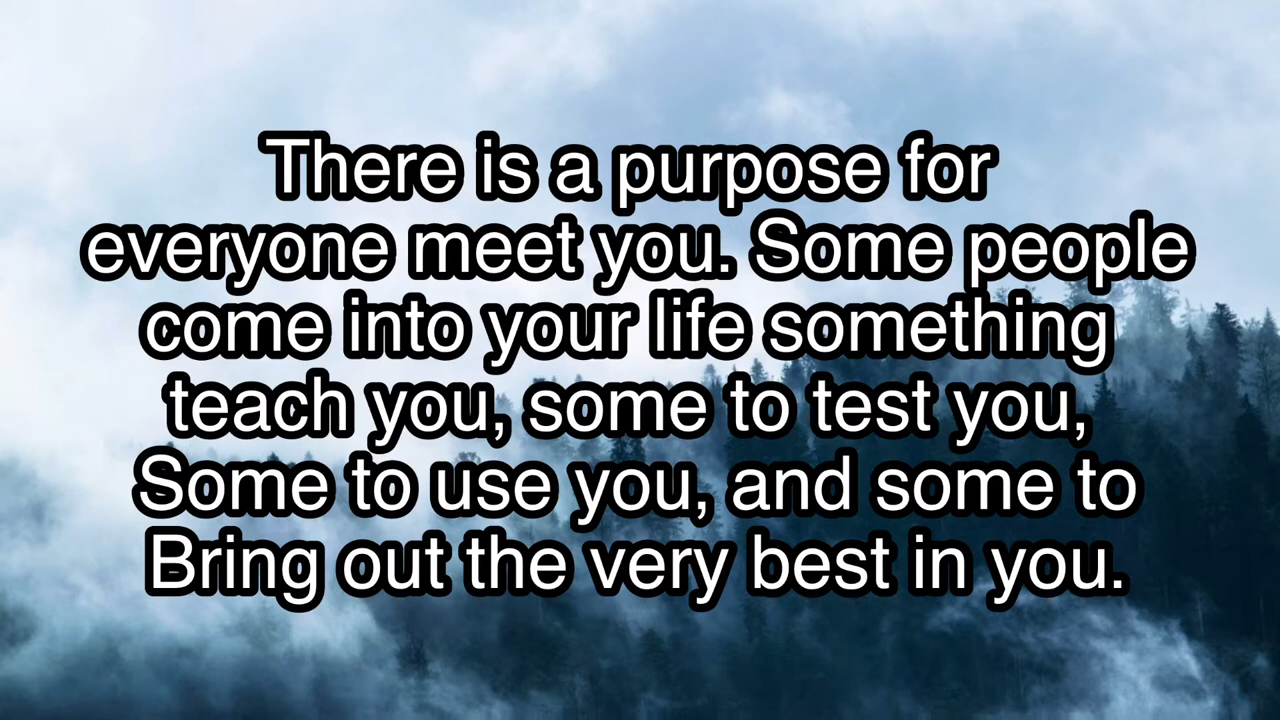 There is a purpose for
everyone meet you. Some people
come into your life something
teach you, some to test you,
Some to use you, and some to
Bring out the very best in you.